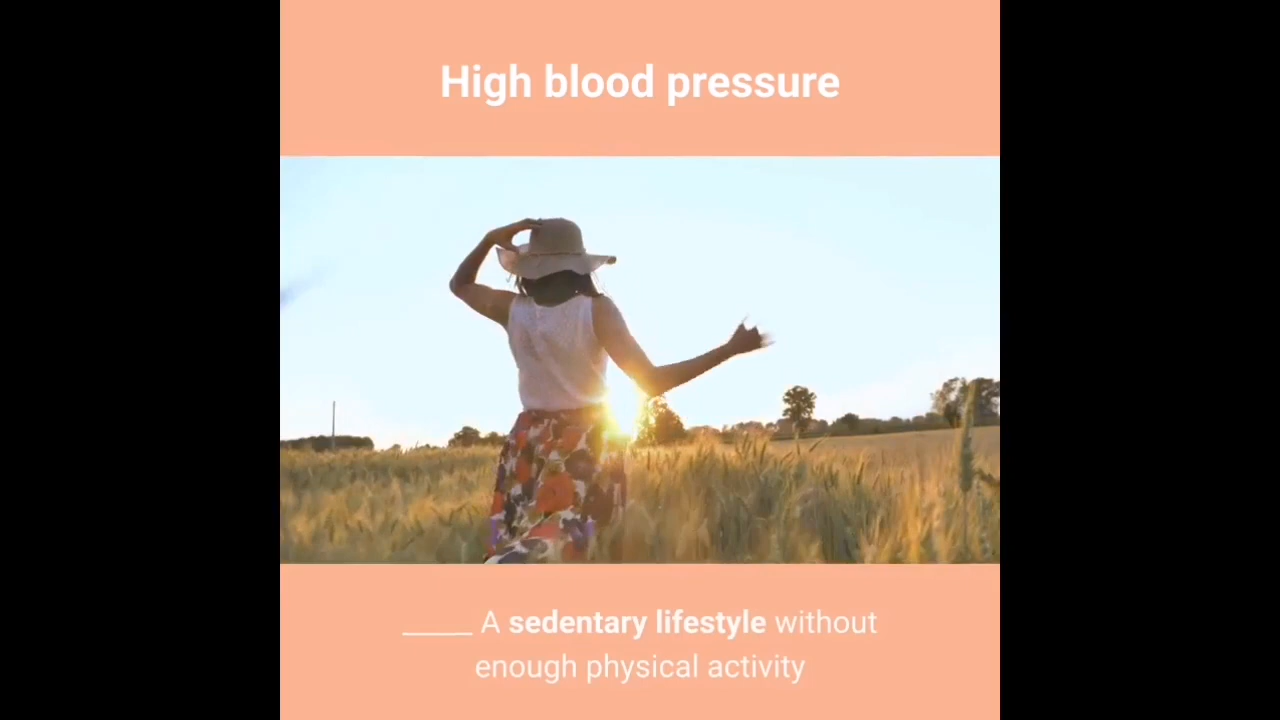 High blood pressure
_____ A sedentary lifestyle without
enough physical activity